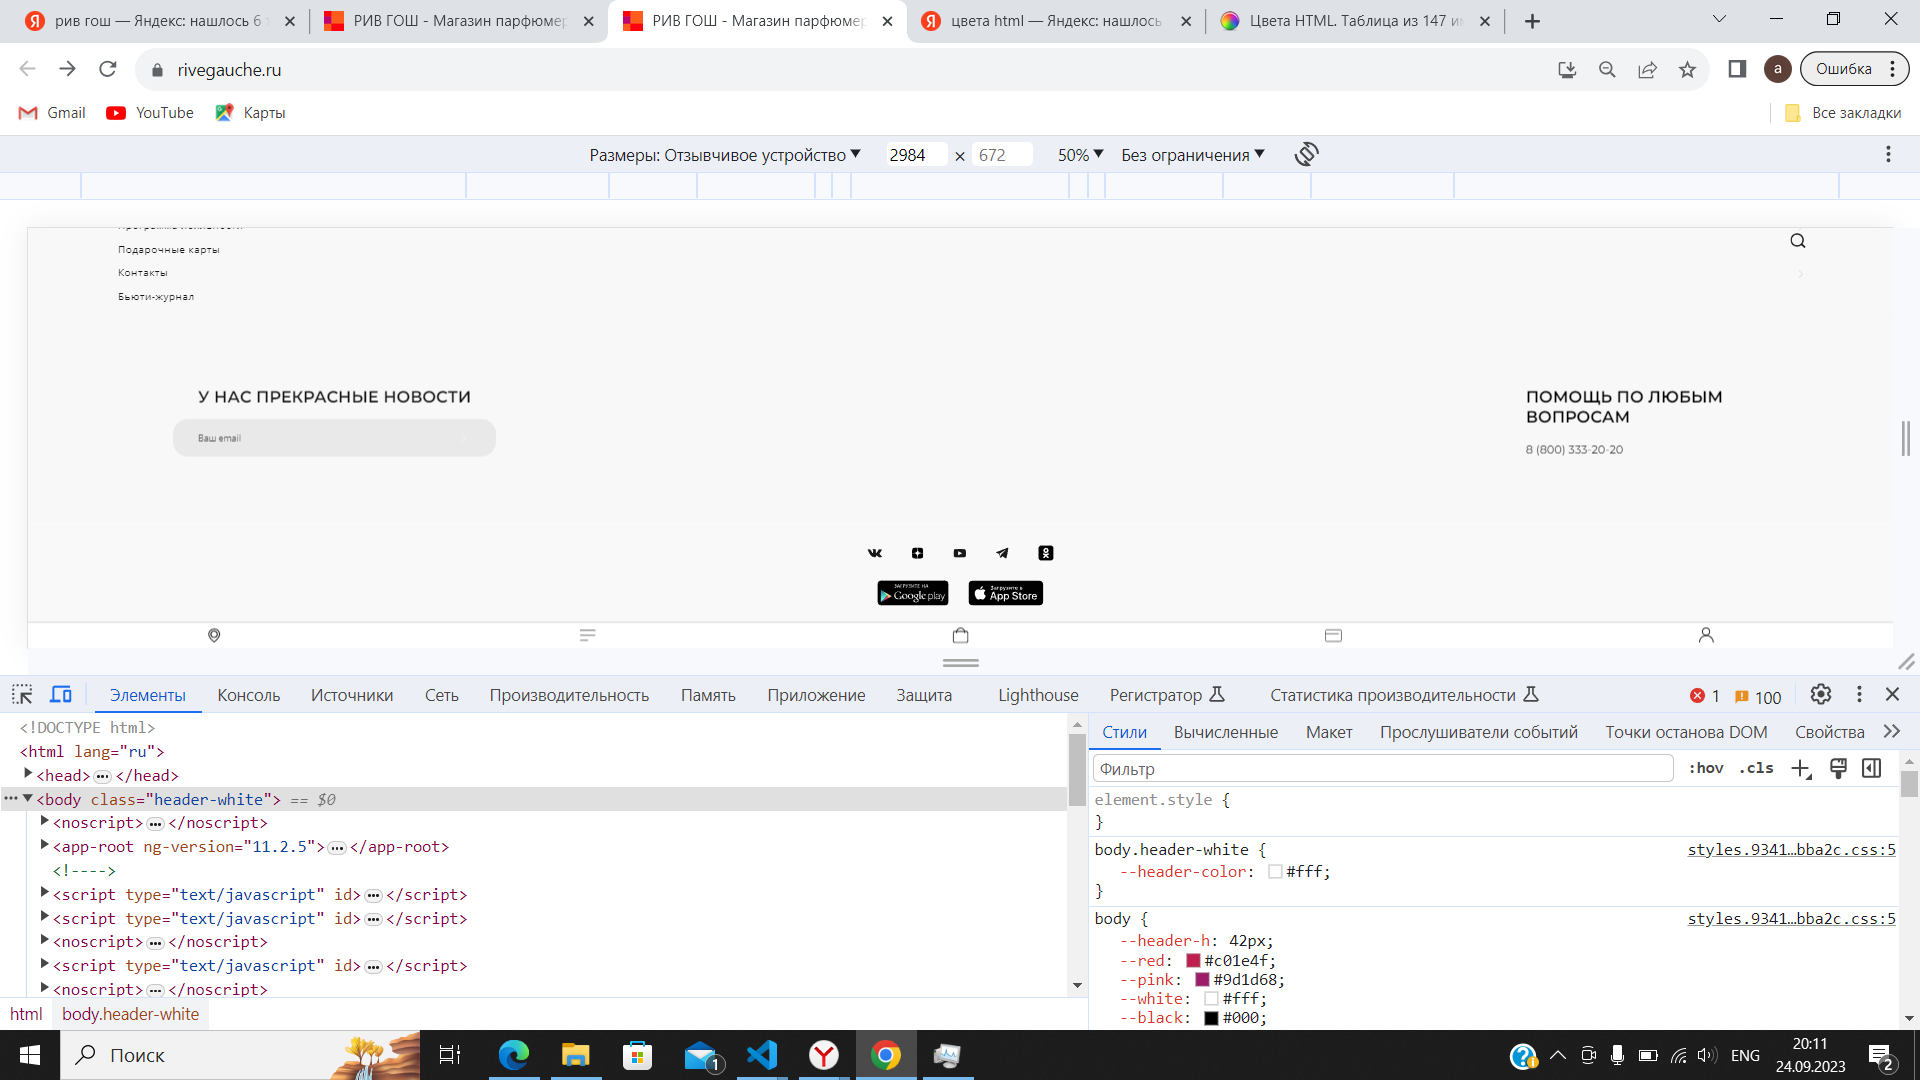 рив гош — Яндекс: нашлось 6
РИВ ГОШ - Магазин парфюмер
РИВ ГОШ - Магазин парфюмер
цвета html — Яндекс: нашлось
Цвета HTML. Таблица из 147
rivegauche.ru
a
Ошибка
Gmail
YouTube
Карты
Все закладки
Размеры: Отзывчивое устройство
2984 × 672
50%
Без ограничения
Подарочные карты
Контакты
Бьюти-журнал
У НАС ПРЕКРАСНЫЕ НОВОСТИ
Ваш email
ПОМОЩЬ ПО ЛЮБЫМ
ВОПРОСАМ
8 (800) 333-20-20
ЗАГРУЗИТЕ НА
Google play
Загрузите в
App Store
Элементы
Консоль
Источники
Сеть
Производительность
Память
Приложение
Защита
Lighthouse
Регистратор
Статистика производительности
1
100
<!DOCTYPE html>
<html lang="ru">
<head>…</head>
<body class="header-white"> == $0
<noscript>…</noscript>
<app-root ng-version="11.2.5">…</app-root>
<!---->
<script type="text/javascript" id>…</script>
<script type="text/javascript" id>…</script>
<noscript>…</noscript>
<script type="text/javascript" id>…</script>
<noscript>…</noscript>
html
body.header-white
Стили
Вычисленные
Макет
Прослушиватели событий
Точки останова DOM
Свойства
Фильтр
:hov
.cls
element.style {
}
body.header-white {
styles.9341…bba2c.css:5
--header-color: #fff;
}
body {
styles.9341…bba2c.css:5
--header-h: 42px;
--red: #c01e4f;
--pink: #9d1d68;
--white: #fff;
--black: #000;
Поиск
1
ENG
20:11
24.09.2023
2